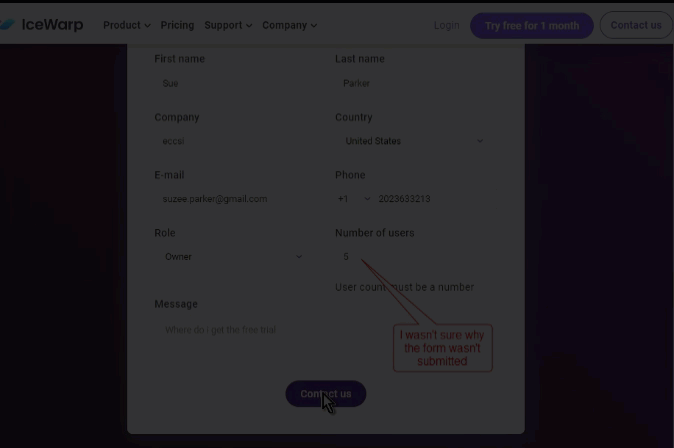 IceWarp Product Pricing Support Company Login Try free for 1 month Contact us
First name Last name
Sue Parker
Company Country
eccsl United States
E-mail Phone
suzee.parker@gmail.com +1 2023633213
Role Number of users
Owner 5
User count must be a number
Message
Where do i get the free trial
I wasn't sure why
the form wasn't
submitted
Contact us